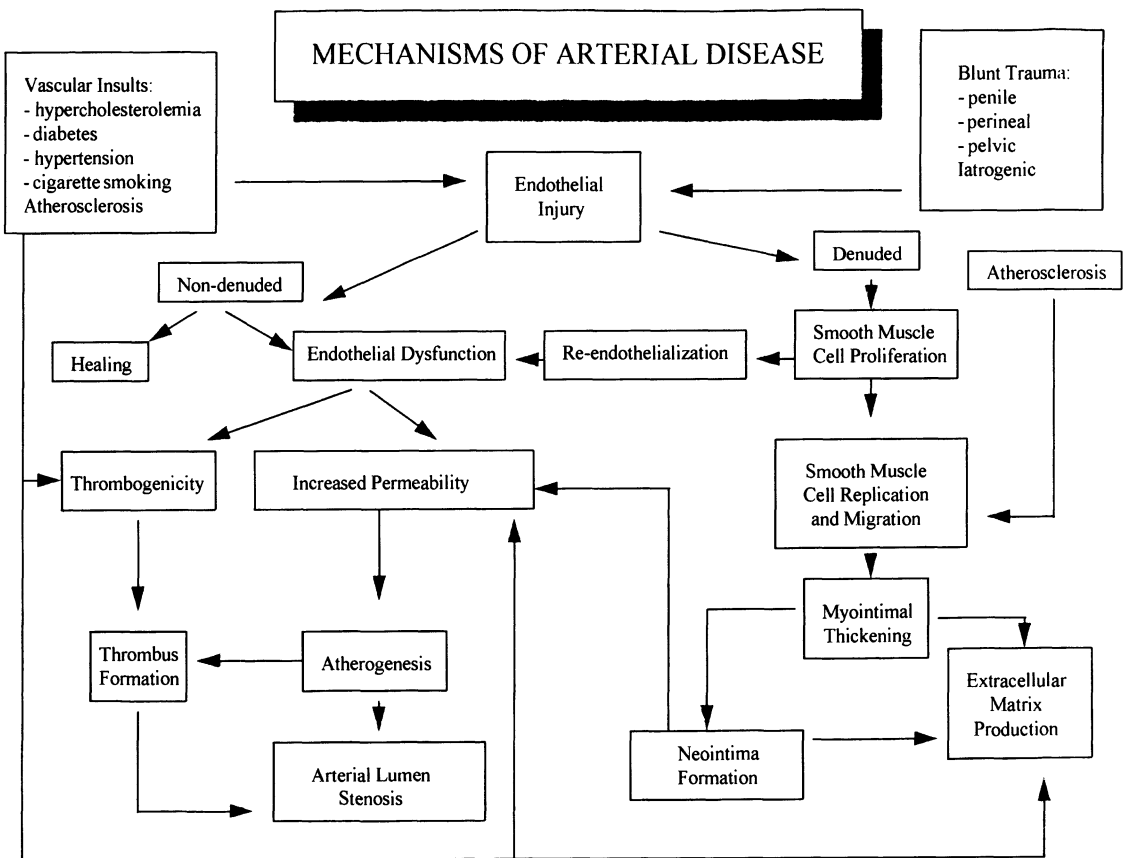 MECHANISMS OF ARTERIAL DISEASE
Vascular Insults:
- hypercholesterolemia
- diabetes
- hypertension
- cigarette smoking
Atherosclerosis
Blunt Trauma:
- penile
- perineal
- pelvic
Iatrogenic
Endothelial
Injury
Denuded
Atherosclerosis
Non-denuded
Healing
Endothelial Dysfunction
Re-endothelialization
Smooth Muscle
Cell Proliferation
Thrombogenicity
Increased Permeability
Smooth Muscle
Cell Replication
and Migration
Myointimal
Thickening
Thrombus
Formation
Atherogenesis
Extracellular
Matrix
Production
Neointima
Formation
Arterial Lumen
Stenosis